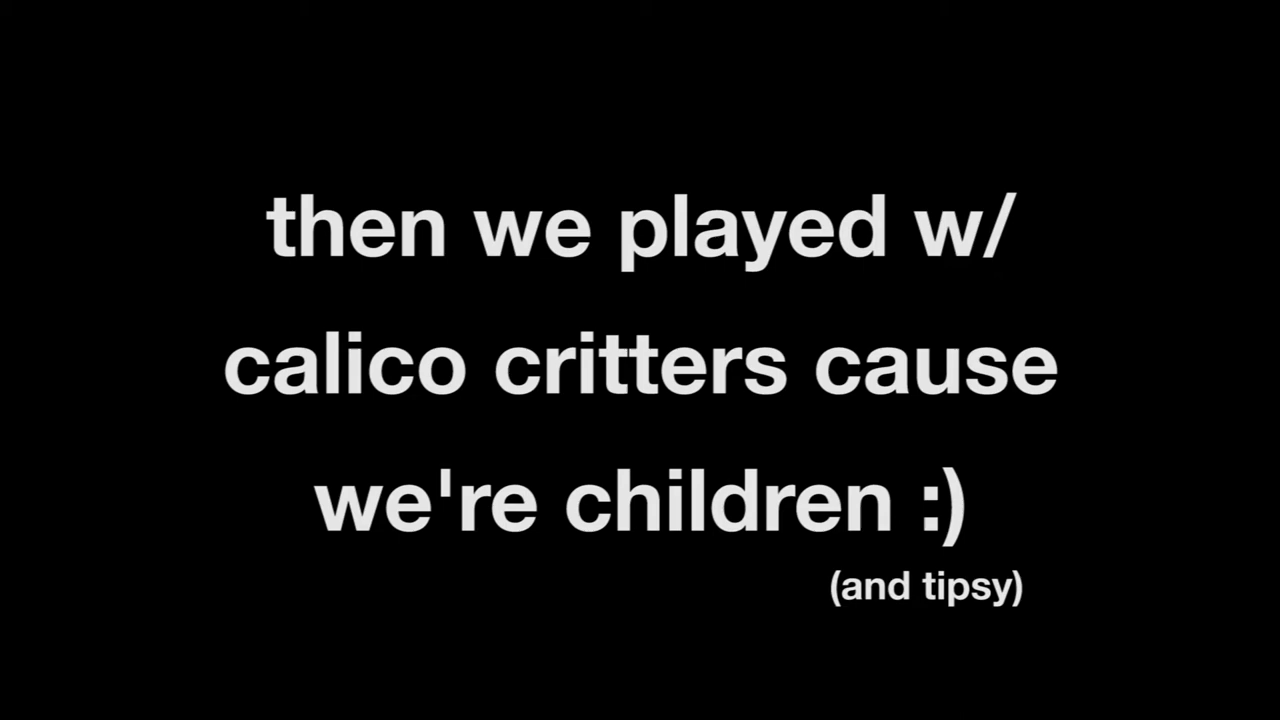 then we played w/
calico critters cause
we're children :)
(and tipsy)